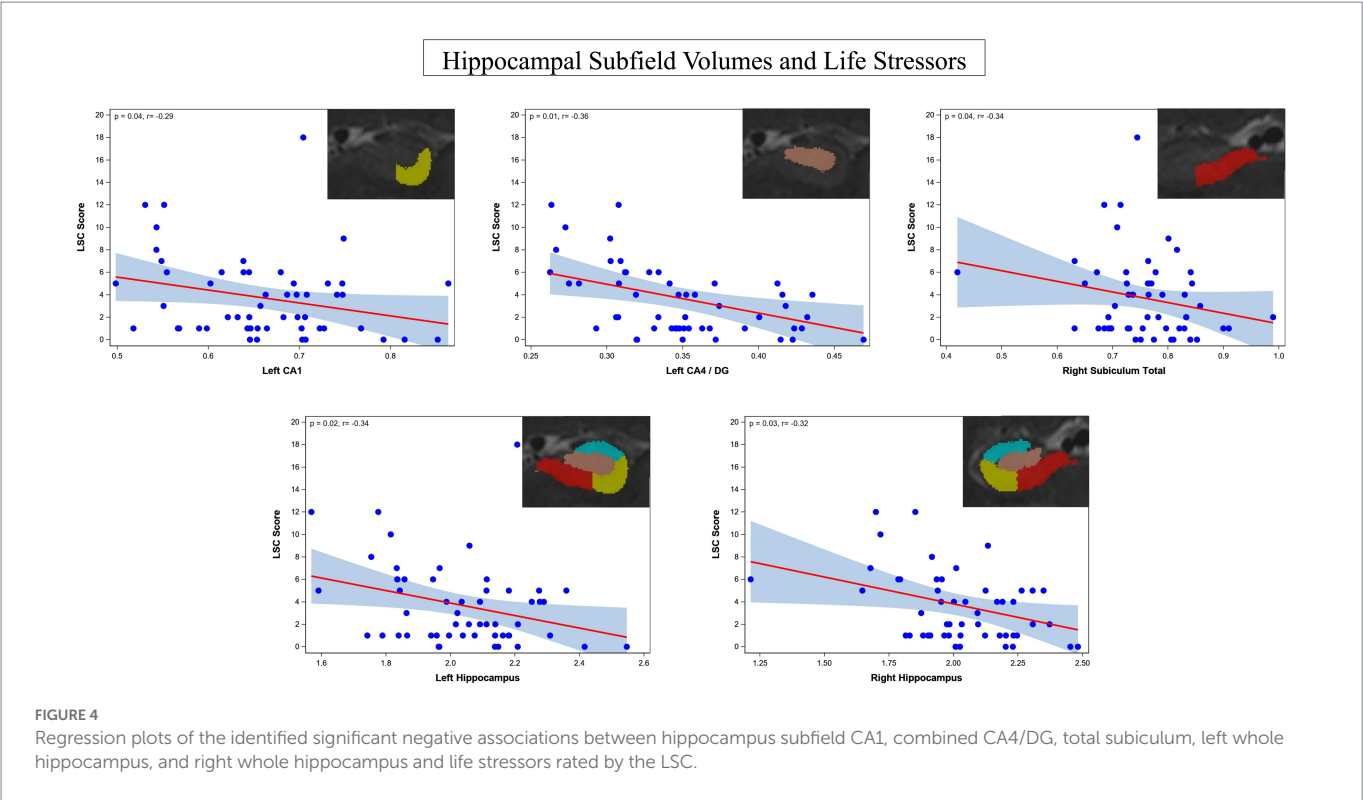 Hippocampal Subfield Volumes and Life Stressors
p = 0.04, r= -0.29
LSC Score
20
18
16
14
12
10
8
6
4
2
0
0.5 0.6 0.7 0.8
Left CA1
p = 0.01, r= -0.36
LSC Score
20
18
16
14
12
10
8
6
4
2
0
0.25 0.30 0.35 0.40 0.45
Left CA4 / DG
p = 0.04, r= -0.34
LSC Score
20
18
16
14
12
10
8
6
4
2
0
0.4 0.5 0.6 0.7 0.8 0.9 1.0
Right Subiculum Total
p = 0.02, r= -0.34
LSC Score
20
18
16
14
12
10
8
6
4
2
0
1.6 1.8 2.0 2.2 2.4 2.6
Left Hippocampus
p = 0.03, r= -0.32
LSC Score
20
18
16
14
12
10
8
6
4
2
0
1.25 1.50 1.75 2.00 2.25 2.50
Right Hippocampus
FIGURE 4
Regression plots of the identified significant negative associations between hippocampus subfield CA1, combined CA4/DG, total subiculum, left whole
hippocampus, and right whole hippocampus and life stressors rated by the LSC.